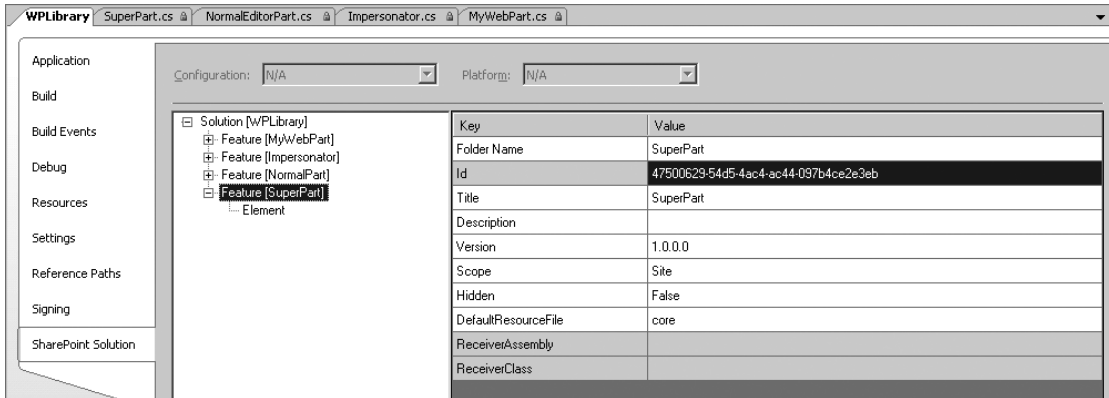 WPLibrary SuperPart.cs NormalEditorPart.cs Impersonator.cs MyWebPart.cs
Application
Build
Build Events
Debug
Resources
Settings
Reference Paths
Signing
SharePoint Solution
Configuration: N/A Platform: N/A
Solution [WPLibrary]
Feature [MyWebPart]
Feature [Impersonator]
Feature [NormalPart]
Feature [SuperPart]
Element
Key Value
Folder Name SuperPart
Id 47500629-54d5-4ac4-ac44-097b4ce2e3eb
Title SuperPart
Description
Version 1.0.0.0
Scope Site
Hidden False
DefaultResourceFile core
ReceiverAssembly
ReceiverClass